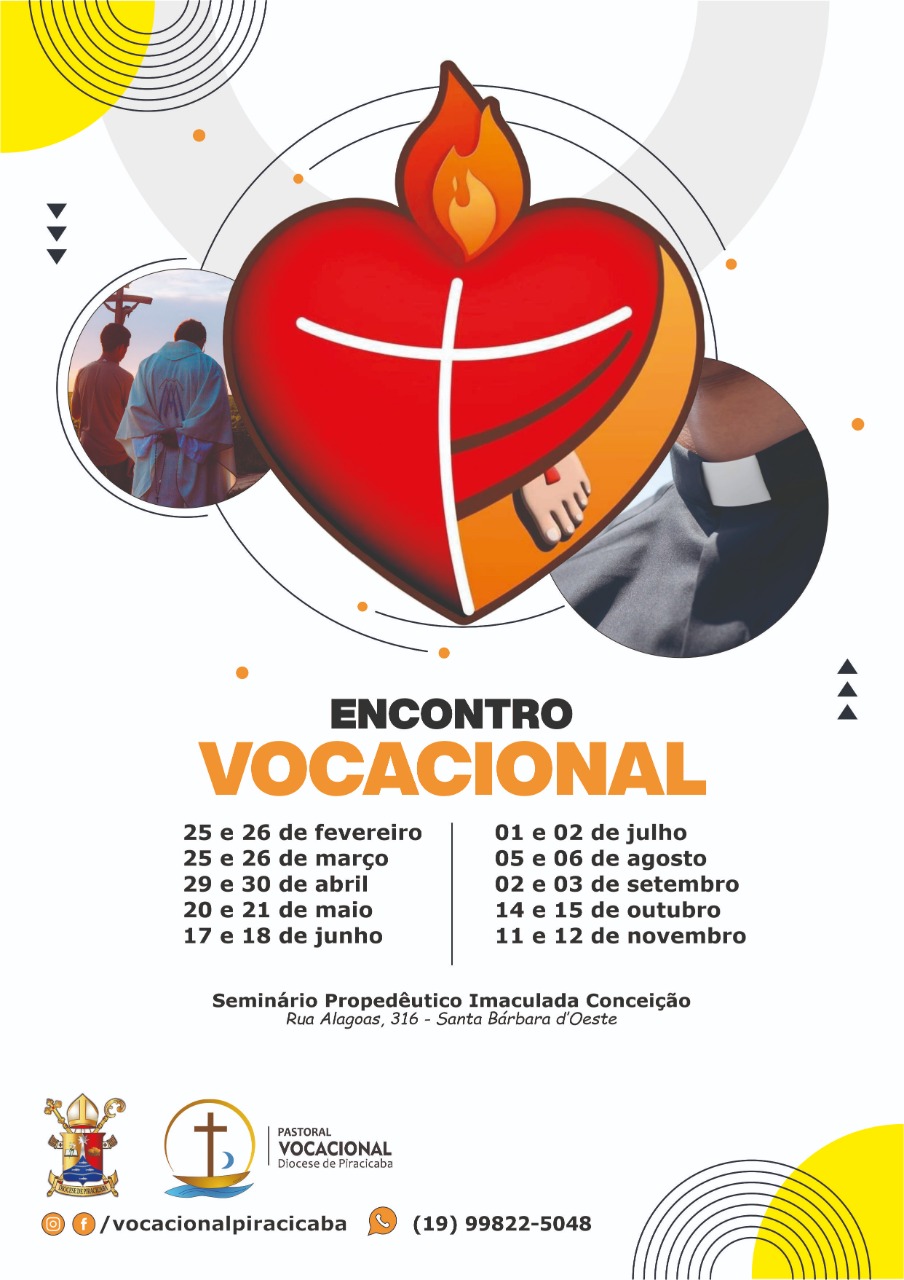 ENCONTRO
VOCACIONAL
25 e 26 de fevereiro
25 e 26 de março
29 e 30 de abril
20 e 21 de maio
17 e 18 de junho
01 e 02 de julho
05 e 06 de agosto
02 e 03 de setembro
14 e 15 de outubro
11 e 12 de novembro
Seminário Propedêutico Imaculada Conceição
Rua Alagoas, 316 - Santa Bárbara d'Oeste
DIOCESE DE PIRACICABA
PASTORAL
VOCACIONAL
Diocese de Piracicaba
/vocacionalpiracicaba
(19) 99822-5048